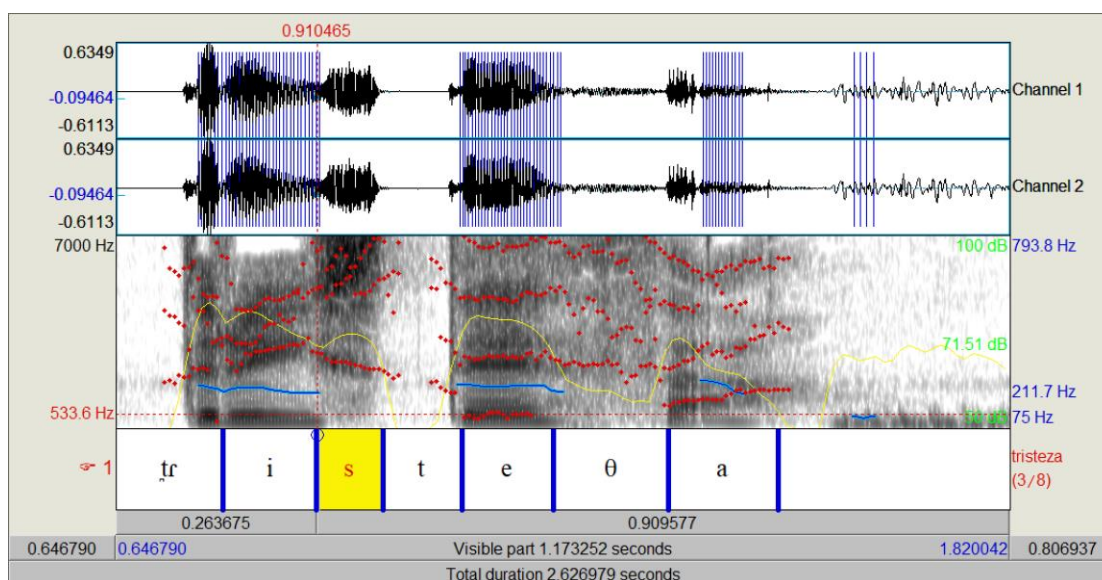 0.910465
0.6349
-0.09464
-0.6113
Channel 1
0.6349
-0.09464
-0.6113
Channel 2
7000 Hz 100 dB 793.8 Hz
71.51 dB
211.7 Hz
533.6 Hz 75 Hz
1 t̪ɾ i s t e θ a tristeza
(3/8)
0.263675 0.909577
0.646790 0.646790 Visible part 1.173252 seconds 1.820042 0.806937
Total duration 2.626979 seconds